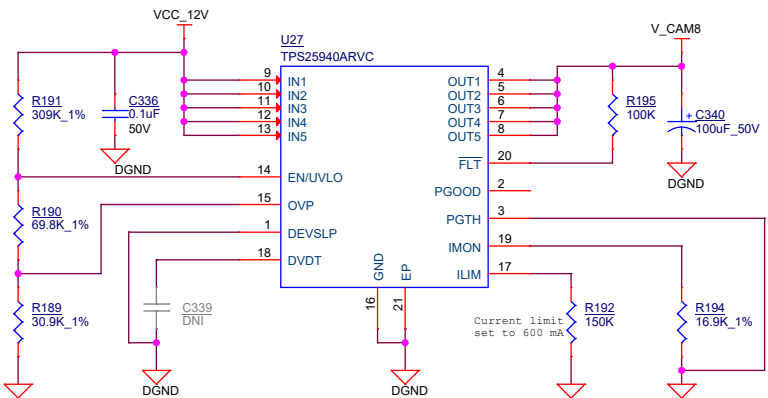 VCC_12V
V_CAM8
U27
TPS25940ARVC
R191
309K_1%
C336
0.1uF
50V
DGND
9 IN1
10 IN2
11 IN3
12 IN4
13 IN5
OUT1 4
OUT2 5
OUT3 6
OUT4 7
OUT5 8
R195
100K
+ C340
100uF_50V
DGND
14 EN/UVLO
FLT 20
15 OVP
PGOOD 2
R190
69.8K_1%
1 DEVSLP
PGTH 3
18 DVDT
IMON 19
GND
EP
ILIM 17
16
21
R189
30.9K_1%
C339
DNI
Current limit
set to 600 mA
R192
150K
R194
16.9K_1%
DGND
DGND